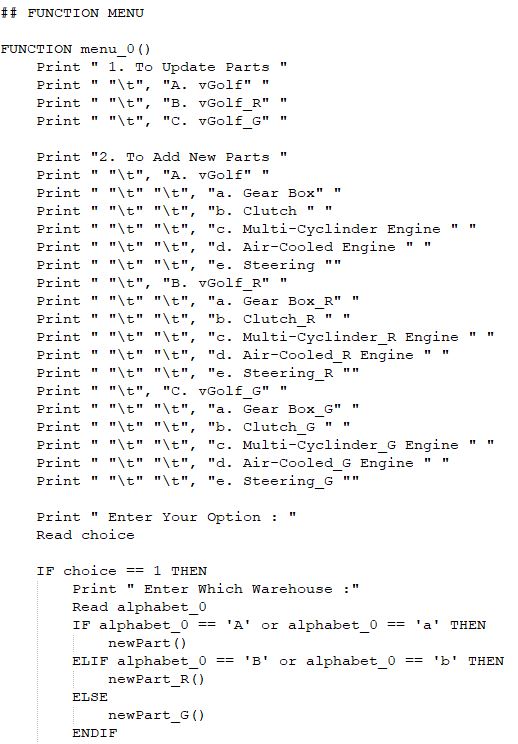 ## FUNCTION MENU

FUNCTION menu_0()
    Print " 1. To Update Parts "
    Print " "\t", "A. vGolf" "
    Print " "\t", "B. vGolf_R" "
    Print " "\t", "C. vGolf_G" "

    Print "2. To Add New Parts "
    Print " "\t", "A. vGolf" "
    Print " "\t" "\t", "a. Gear Box" "
    Print " "\t" "\t", "b. Clutch " "
    Print " "\t" "\t", "c. Multi-Cyclinder Engine " "
    Print " "\t" "\t", "d. Air-Cooled Engine " "
    Print " "\t" "\t", "e. Steering ""
    Print " "\t", "B. vGolf_R" "
    Print " "\t" "\t", "a. Gear Box_R" "
    Print " "\t" "\t", "b. Clutch_R " "
    Print " "\t" "\t", "c. Multi-Cyclinder_R Engine " "
    Print " "\t" "\t", "d. Air-Cooled_R Engine " "
    Print " "\t" "\t", "e. Steering_R ""
    Print " "\t", "C. vGolf_G" "
    Print " "\t" "\t", "a. Gear Box_G" "
    Print " "\t" "\t", "b. Clutch_G " "
    Print " "\t" "\t", "c. Multi-Cyclinder_G Engine " "
    Print " "\t" "\t", "d. Air-Cooled_G Engine " "
    Print " "\t" "\t", "e. Steering_G ""

    Print " Enter Your Option : "
    Read choice

    IF choice == 1 THEN
        Print " Enter Which Warehouse :"
        Read alphabet_0
        IF alphabet_0 == 'A' or alphabet_0 == 'a' THEN
            newPart()
        ELIF alphabet_0 == 'B' or alphabet_0 == 'b' THEN
            newPart_R()
        ELSE
            newPart_G()
        ENDIF